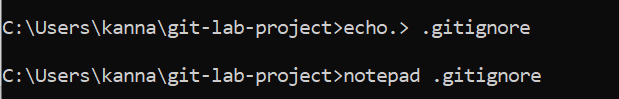 C:\Users\kanna\git-lab-project>echo.> .gitignore
C:\Users\kanna\git-lab-project>notepad .gitignore